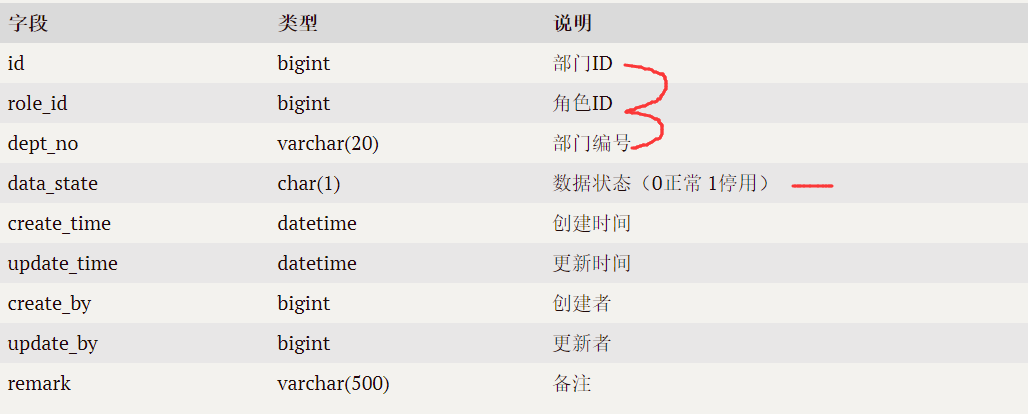 字段 类型 说明
id bigint 部门ID
role_id bigint 角色ID
dept_no varchar(20) 部门编号
data_state char(1) 数据状态（0正常 1停用）
create_time datetime 创建时间
update_time datetime 更新时间
create_by bigint 创建者
update_by bigint 更新者
remark varchar(500) 备注